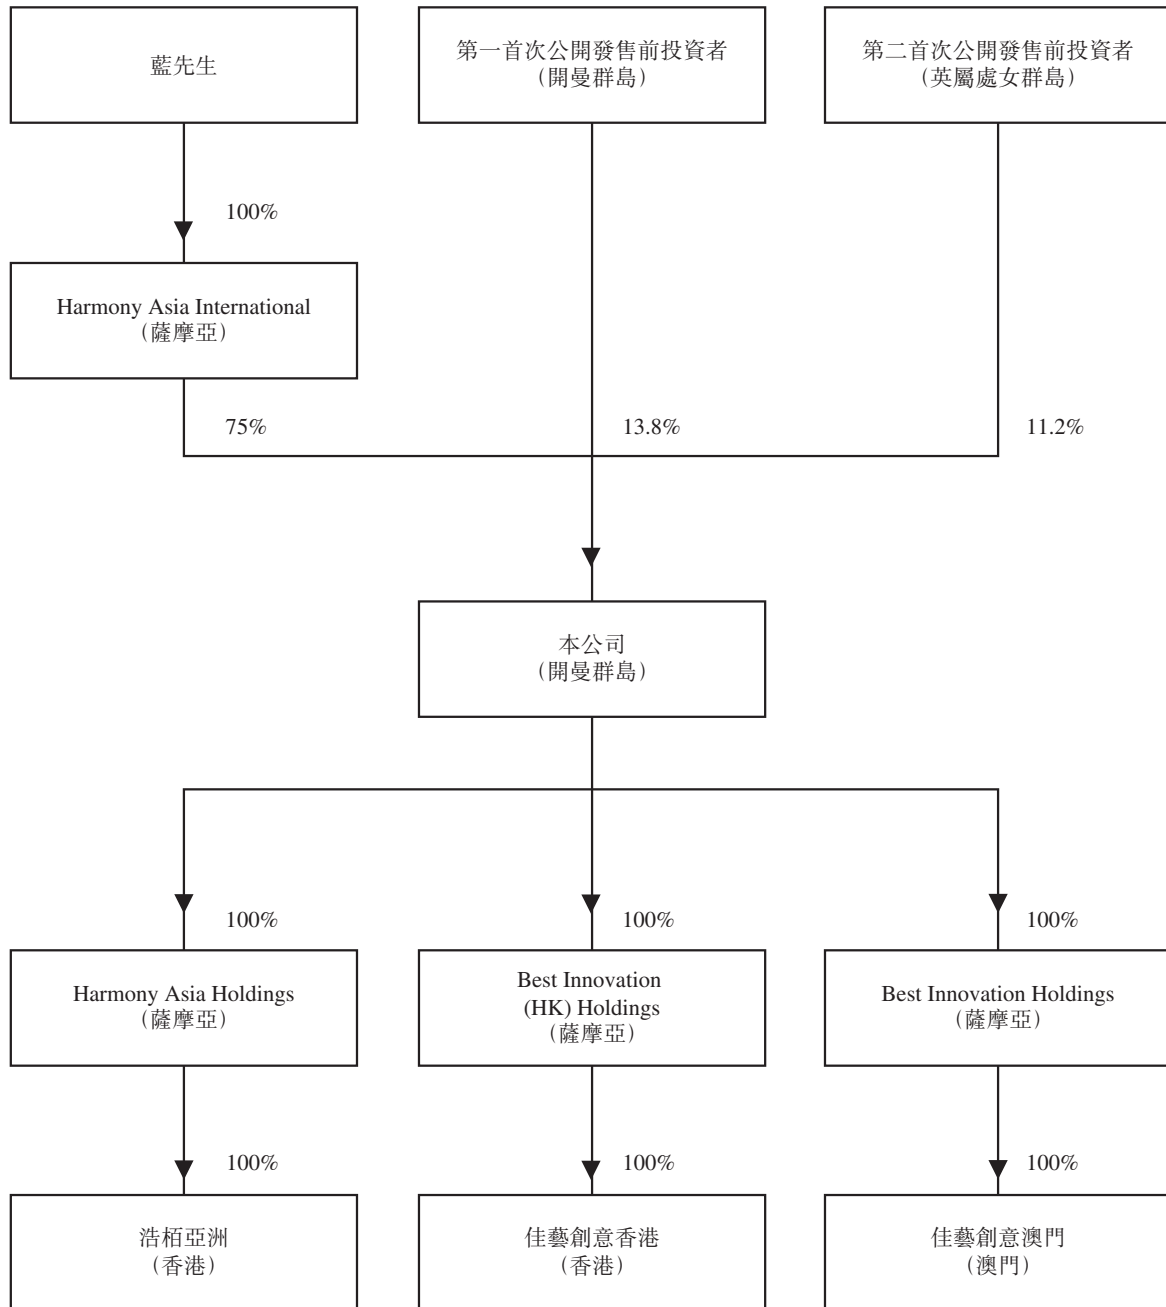 藍先生
第一首次公開發售前投資者
(開曼群島)
第二首次公開發售前投資者
(英屬處女群島)
100%
Harmony Asia International
(薩摩亞)
75%
13.8%
11.2%
本公司
(開曼群島)
100%
100%
100%
Harmony Asia Holdings
(薩摩亞)
Best Innovation
(HK) Holdings
(薩摩亞)
Best Innovation Holdings
(薩摩亞)
100%
100%
100%
浩栢亞洲
(香港)
佳藝創意香港
(香港)
佳藝創意澳門
(澳門)